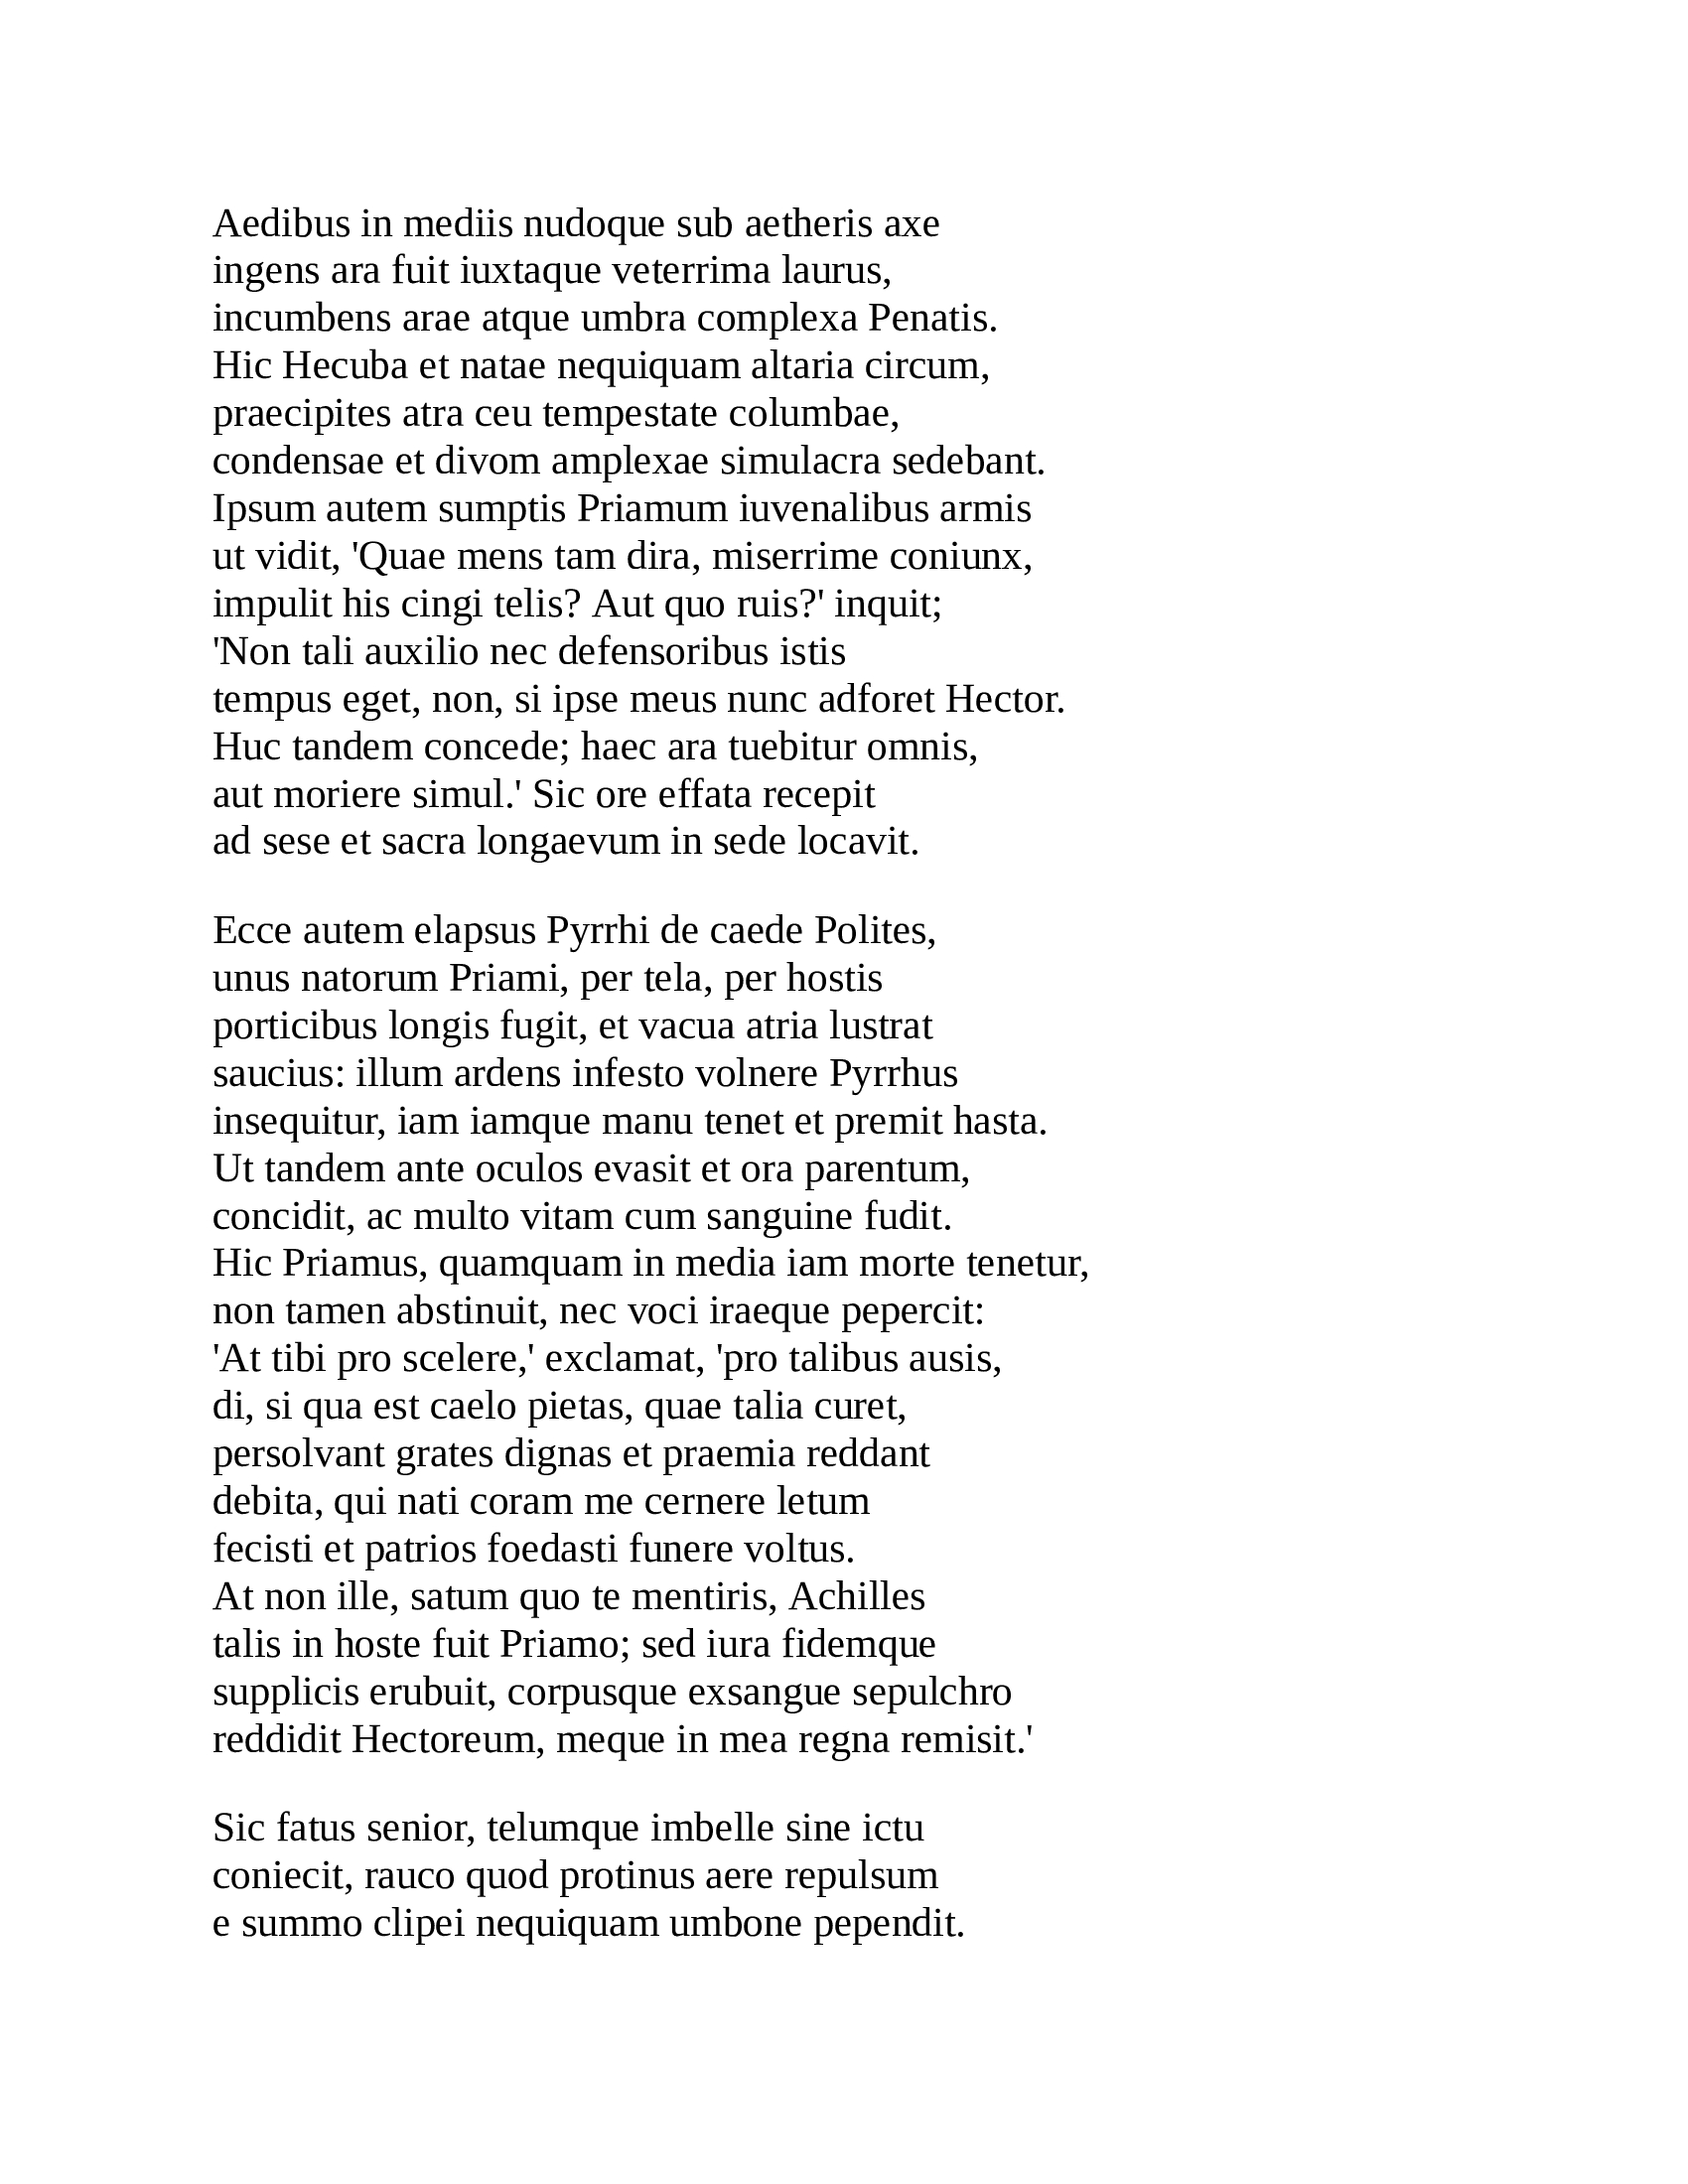 Aedibus in mediis nudoque sub aetheris axe
ingens ara fuit iuxtaque veterrima laurus,
incumbens arae atque umbra complexa Penatis.
Hic Hecuba et natae nequiquam altaria circum,
praecipites atra ceu tempestate columbae,
condensae et divom amplexae simulacra sedebant.
Ipsum autem sumptis Priamum iuvenalibus armis
ut vidit, 'Quae mens tam dira, miserrime coniunx,
impulit his cingi telis? Aut quo ruis?' inquit;
'Non tali auxilio nec defensoribus istis
tempus eget, non, si ipse meus nunc adforet Hector.
Huc tandem concede; haec ara tuebitur omnis,
aut moriere simul.' Sic ore effata recepit
ad sese et sacra longaevum in sede locavit.

Ecce autem elapsus Pyrrhi de caede Polites,
unus natorum Priami, per tela, per hostis
porticibus longis fugit, et vacua atria lustrat
saucius: illum ardens infesto volnere Pyrrhus
insequitur, iam iamque manu tenet et premit hasta.
Ut tandem ante oculos evasit et ora parentum,
concidit, ac multo vitam cum sanguine fudit.
Hic Priamus, quamquam in media iam morte tenetur,
non tamen abstinuit, nec voci iraeque pepercit:
'At tibi pro scelere,' exclamat, 'pro talibus ausis,
di, si qua est caelo pietas, quae talia curet,
persolvant grates dignas et praemia reddant
debita, qui nati coram me cernere letum
fecisti et patrios foedasti funere voltus.
At non ille, satum quo te mentiris, Achilles
talis in hoste fuit Priamo; sed iura fidemque
supplicis erubuit, corpusque exsangue sepulchro
reddidit Hectoreum, meque in mea regna remisit.'

Sic fatus senior, telumque imbelle sine ictu
coniecit, rauco quod protinus aere repulsum
e summo clipei nequiquam umbone pependit.